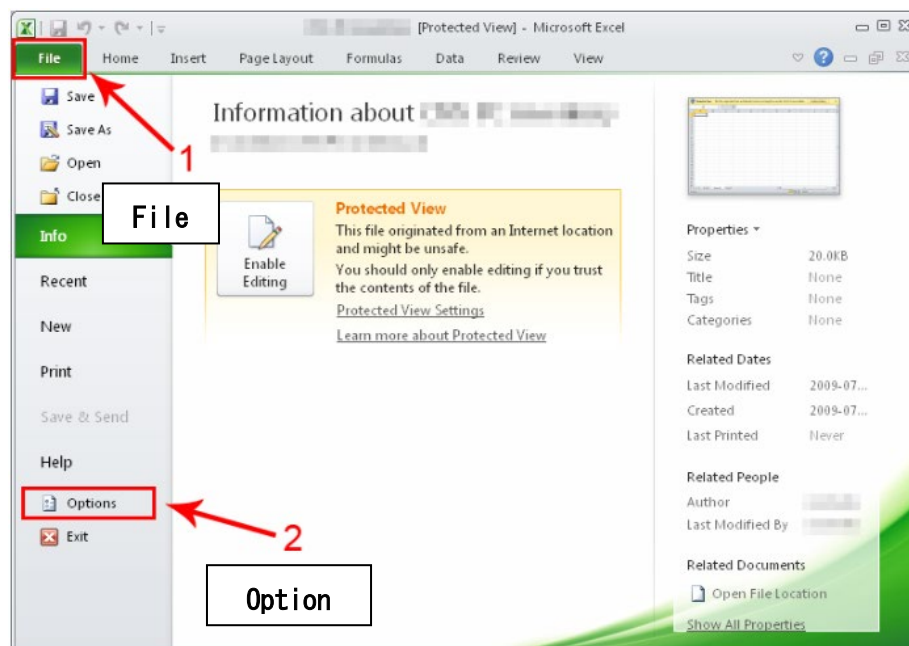 [Protected View] - Microsoft Excel
File Home Insert Page Layout Formulas Data Review View
Save
Save As
Open
Close
Info
Recent
New
Print
Save & Send
Help
Options
Exit
1
File
2
Option
Information about
Enable
Editing
Protected View
This file originated from an Internet location
and might be unsafe.
You should only enable editing if you trust
the contents of the file.
Protected View Settings
Learn more about Protected View
Properties
Size 20.0KB
Title None
Tags None
Categories None
Related Dates
Last Modified 2009-07...
Created 2009-07...
Last Printed Never
Related People
Author
Last Modified By
Related Documents
Open File Location
Show All Properties